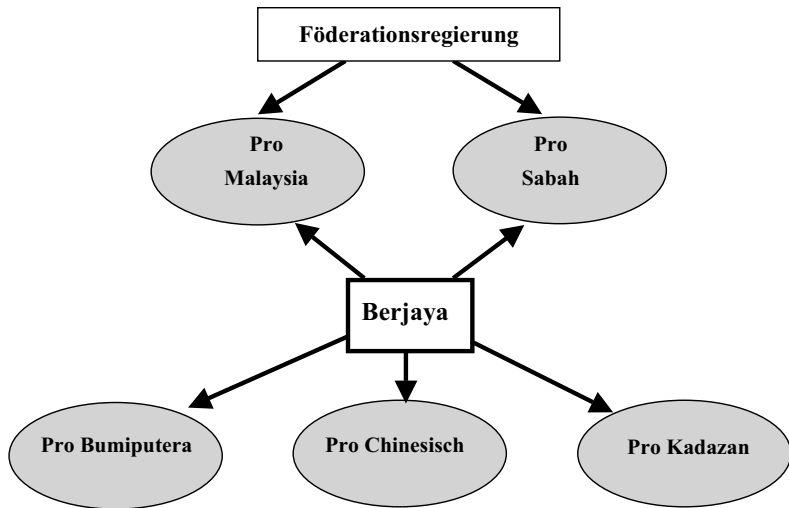 Föderationsregierung
Pro
Malaysia
Pro
Sabah
Berjaya
Pro Bumiputera
Pro Chinesisch
Pro Kadazan